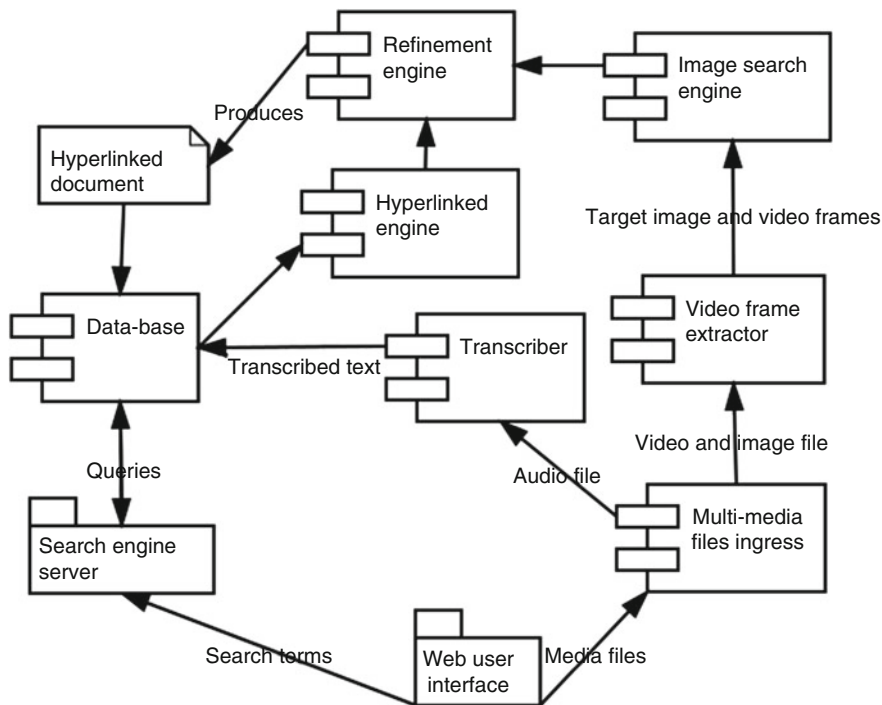 Refinement
engine
Image search
engine
Produces
Hyperlinked
document
Hyperlinked
engine
Target image and video frames
Data-base
Transcriber
Video frame
extractor
Transcribed text
Video and image file
Queries
Audio file
Search engine
server
Multi-media
files ingress
Search terms
Web user
interface
Media files